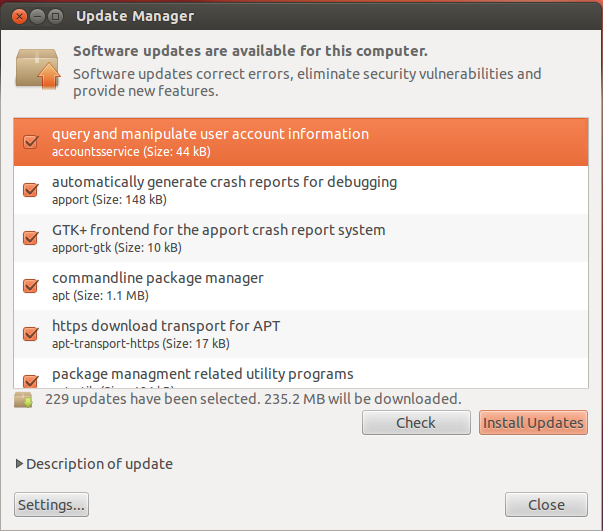 Update Manager
Software updates are available for this computer.
Software updates correct errors, eliminate security vulnerabilities and
provide new features.
query and manipulate user account information
accountsservice (Size: 44 kB)
automatically generate crash reports for debugging
apport (Size: 148 kB)
GTK+ frontend for the apport crash report system
apport-gtk (Size: 10 kB)
commandline package manager
apt (Size: 1.1 MB)
https download transport for APT
apt-transport-https (Size: 17 kB)
package managment related utility programs
229 updates have been selected. 235.2 MB will be downloaded.
Check
Install Updates
Description of update
Settings...
Close